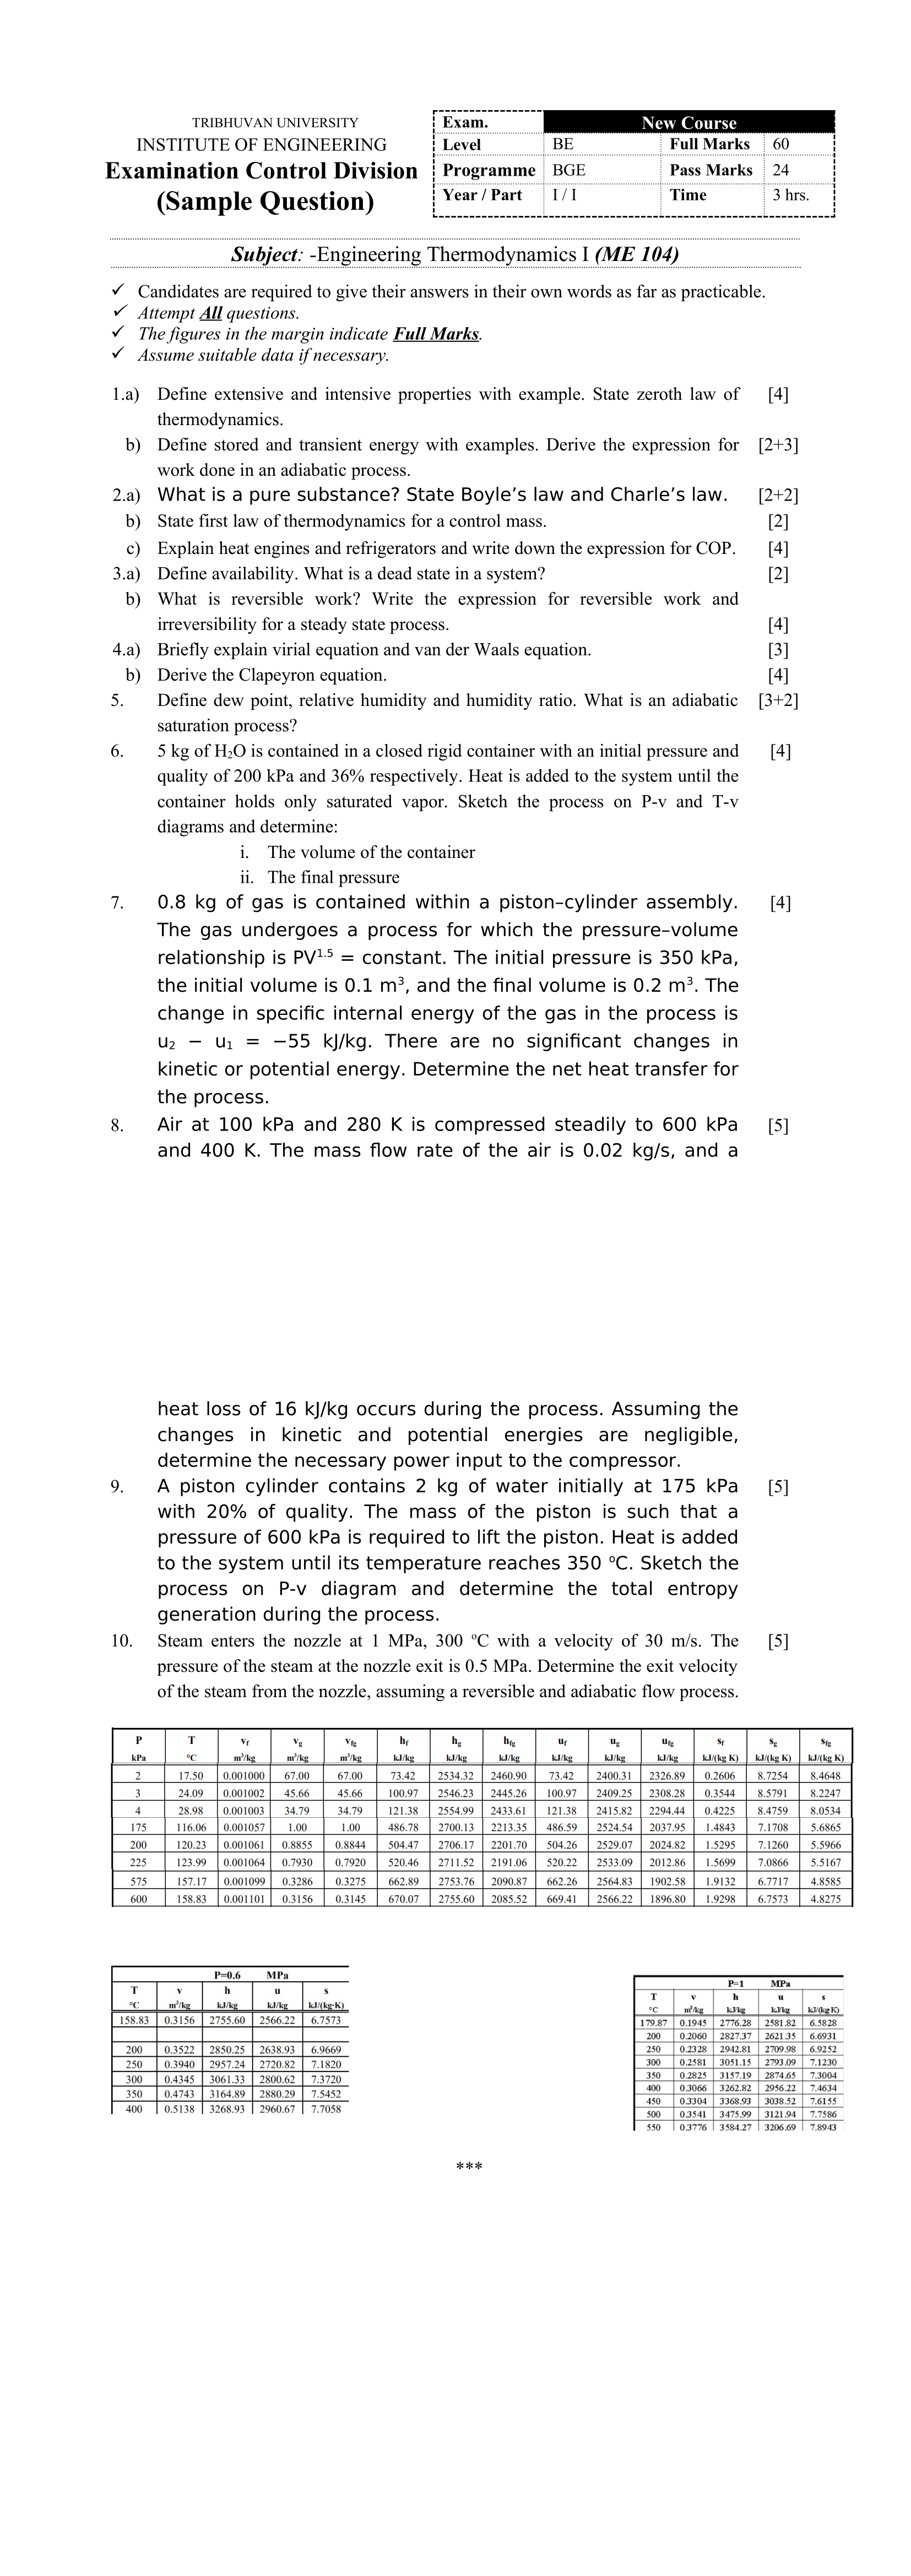 TRIBHUVAN UNIVERSITY
INSTITUTE OF ENGINEERING
Examination Control Division
(Sample Question)
Exam. New Course
Level BE Full Marks 60
Programme BGE Pass Marks 24
Year / Part I / I Time 3 hrs.
Subject: -Engineering Thermodynamics I (ME 104)
✓ Candidates are required to give their answers in their own words as far as practicable.
✓ Attempt All questions.
✓ The figures in the margin indicate Full Marks.
✓ Assume suitable data if necessary.
1.a) Define extensive and intensive properties with example. State zeroth law of [4]
thermodynamics.
b) Define stored and transient energy with examples. Derive the expression for [2+3]
work done in an adiabatic process.
2.a) What is a pure substance? State Boyle’s law and Charle’s law. [2+2]
b) State first law of thermodynamics for a control mass. [2]
c) Explain heat engines and refrigerators and write down the expression for COP. [4]
3.a) Define availability. What is a dead state in a system? [2]
b) What is reversible work? Write the expression for reversible work and
irreversibility for a steady state process. [4]
4.a) Briefly explain virial equation and van der Waals equation. [3]
b) Derive the Clapeyron equation. [4]
5. Define dew point, relative humidity and humidity ratio. What is an adiabatic [3+2]
saturation process?
6. 5 kg of H₂O is contained in a closed rigid container with an initial pressure and [4]
quality of 200 kPa and 36% respectively. Heat is added to the system until the
container holds only saturated vapor. Sketch the process on P-v and T-v
diagrams and determine:
i. The volume of the container
ii. The final pressure
7. 0.8 kg of gas is contained within a piston–cylinder assembly. [4]
The gas undergoes a process for which the pressure–volume
relationship is PV¹·⁵ = constant. The initial pressure is 350 kPa,
the initial volume is 0.1 m³, and the final volume is 0.2 m³. The
change in specific internal energy of the gas in the process is
u₂ − u₁ = −55 kJ/kg. There are no significant changes in
kinetic or potential energy. Determine the net heat transfer for
the process.
8. Air at 100 kPa and 280 K is compressed steadily to 600 kPa [5]
and 400 K. The mass flow rate of the air is 0.02 kg/s, and a
heat loss of 16 kJ/kg occurs during the process. Assuming the
changes in kinetic and potential energies are negligible,
determine the necessary power input to the compressor.
9. A piston cylinder contains 2 kg of water initially at 175 kPa [5]
with 20% of quality. The mass of the piston is such that a
pressure of 600 kPa is required to lift the piston. Heat is added
to the system until its temperature reaches 350 ⁰C. Sketch the
process on P-v diagram and determine the total entropy
generation during the process.
10. Steam enters the nozzle at 1 MPa, 300 ⁰C with a velocity of 30 m/s. The [5]
pressure of the steam at the nozzle exit is 0.5 MPa. Determine the exit velocity
of the steam from the nozzle, assuming a reversible and adiabatic flow process.
P T vf vg vfg hf hg hfg uf ug ufg sf sg sfg
kPa °C m³/kg m³/kg m³/kg kJ/kg kJ/kg kJ/kg kJ/kg kJ/kg kJ/kg kJ/(kg K) kJ/(kg K) kJ/(kg K)
2 17.50 0.001000 67.00 67.00 73.42 2534.32 2460.90 73.42 2400.31 2326.89 0.2606 8.7254 8.4648
3 24.09 0.001002 45.66 45.66 100.97 2546.23 2445.26 100.97 2409.25 2308.28 0.3544 8.5791 8.2247
4 28.98 0.001003 34.79 34.79 121.38 2554.99 2433.61 121.38 2415.82 2294.44 0.4225 8.4759 8.0534
175 116.06 0.001057 1.00 1.00 486.78 2700.13 2213.35 486.59 2524.54 2037.95 1.4843 7.1708 5.6865
200 120.23 0.001061 0.8855 0.8844 504.47 2706.17 2201.70 504.26 2529.07 2024.82 1.5295 7.1260 5.5966
225 123.99 0.001064 0.7930 0.7920 520.46 2711.52 2191.06 520.22 2533.09 2012.86 1.5699 7.0866 5.5167
575 157.17 0.001099 0.3286 0.3275 662.89 2753.76 2090.87 662.26 2564.83 1902.58 1.9132 6.7717 4.8585
600 158.83 0.001101 0.3156 0.3145 670.07 2755.60 2085.52 669.41 2566.22 1896.80 1.9298 6.7573 4.8275
P=0.6 MPa
T v h u s
°C m³/kg kJ/kg kJ/kg kJ/(kg·K)
158.83 0.3156 2755.60 2566.22 6.7573
200 0.3522 2850.25 2638.93 6.9669
250 0.3940 2957.24 2720.82 7.1820
300 0.4345 3061.33 2800.62 7.3720
350 0.4743 3164.89 2880.29 7.5452
400 0.5138 3268.93 2960.67 7.7058
P=1 MPa
T v h u s
°C m³/kg kJ/kg kJ/kg kJ/(kg·K)
179.87 0.1945 2776.28 2581.82 6.5828
200 0.2060 2827.37 2621.35 6.6931
250 0.2328 2942.81 2709.98 6.9252
300 0.2581 3051.15 2793.09 7.1230
350 0.2825 3157.19 2874.65 7.3004
400 0.3066 3262.82 2956.22 7.4634
450 0.3304 3368.93 3038.52 7.6155
500 0.3541 3475.99 3121.94 7.7586
550 0.3776 3584.27 3206.69 7.8943
***